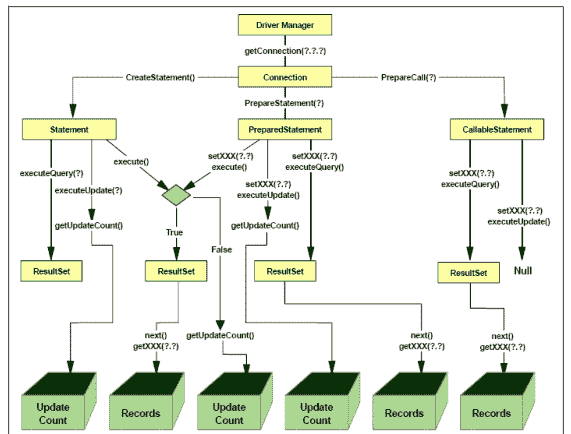 Driver Manager
getConnection(?.?.?)
CreateStatement()
Connection
PrepareCall(?)
PrepareStatement(?)
Statement
PreparedStatement
CallableStatement
execute()
setXXX(?.?)
execute()
setXXX(?.?)
executeQuery()
executeQuery(?)
setXXX(?.?)
executeQuery()
executeUpdate(?)
setXXX(?.?)
executeUpdate()
getUpdateCount()
getUpdateCount()
setXXX(?.?)
executeUpdate()
True
False
ResultSet
ResultSet
ResultSet
ResultSet
Null
next()
getXXX(?.?)
getUpdateCount()
next()
getXXX(?.?)
next()
getXXX(?.?)
Update
Count
Records
Update
Count
Update
Count
Records
Records